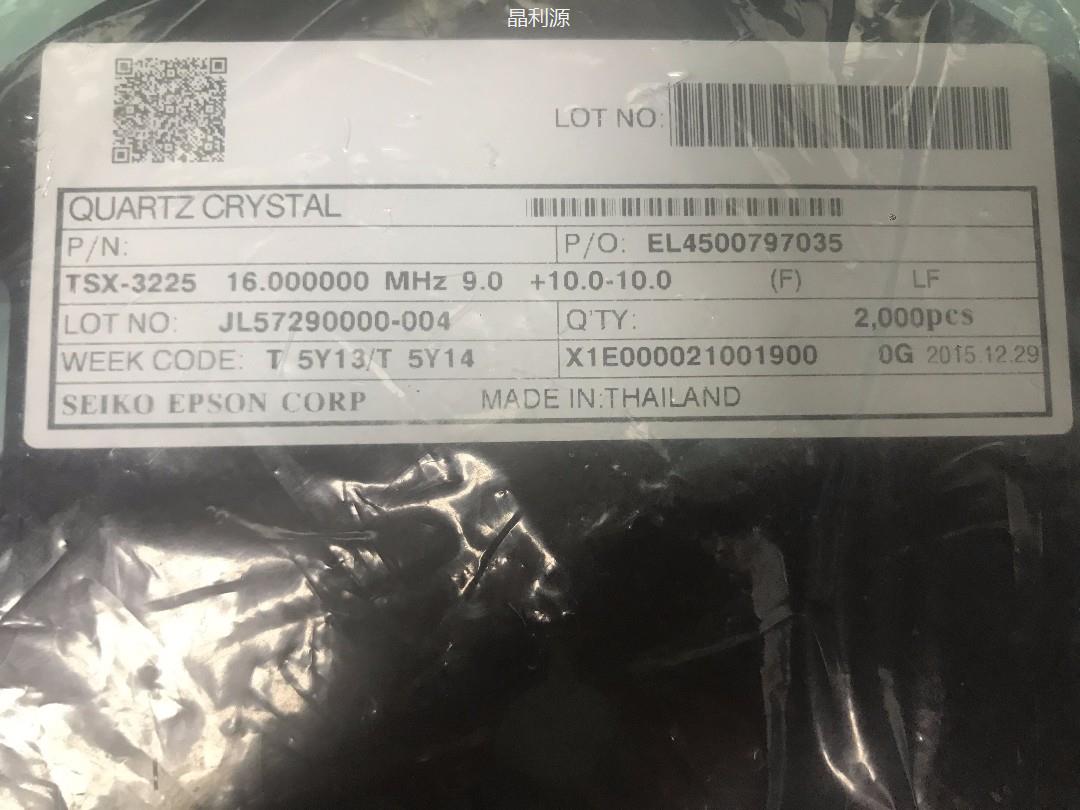 晶利源
LOT NO:
QUARTZ CRYSTAL
P/N: P/O: EL4500797035
TSX-3225 16.000000 MHz 9.0 +10.0-10.0 (F) LF
LOT NO: JL57290000-004 Q'TY: 2,000pcs
WEEK CODE: T 5Y13/T 5Y14 X1E000021001900 0G 2015.12.29
SEIKO EPSON CORP MADE IN:THAILAND